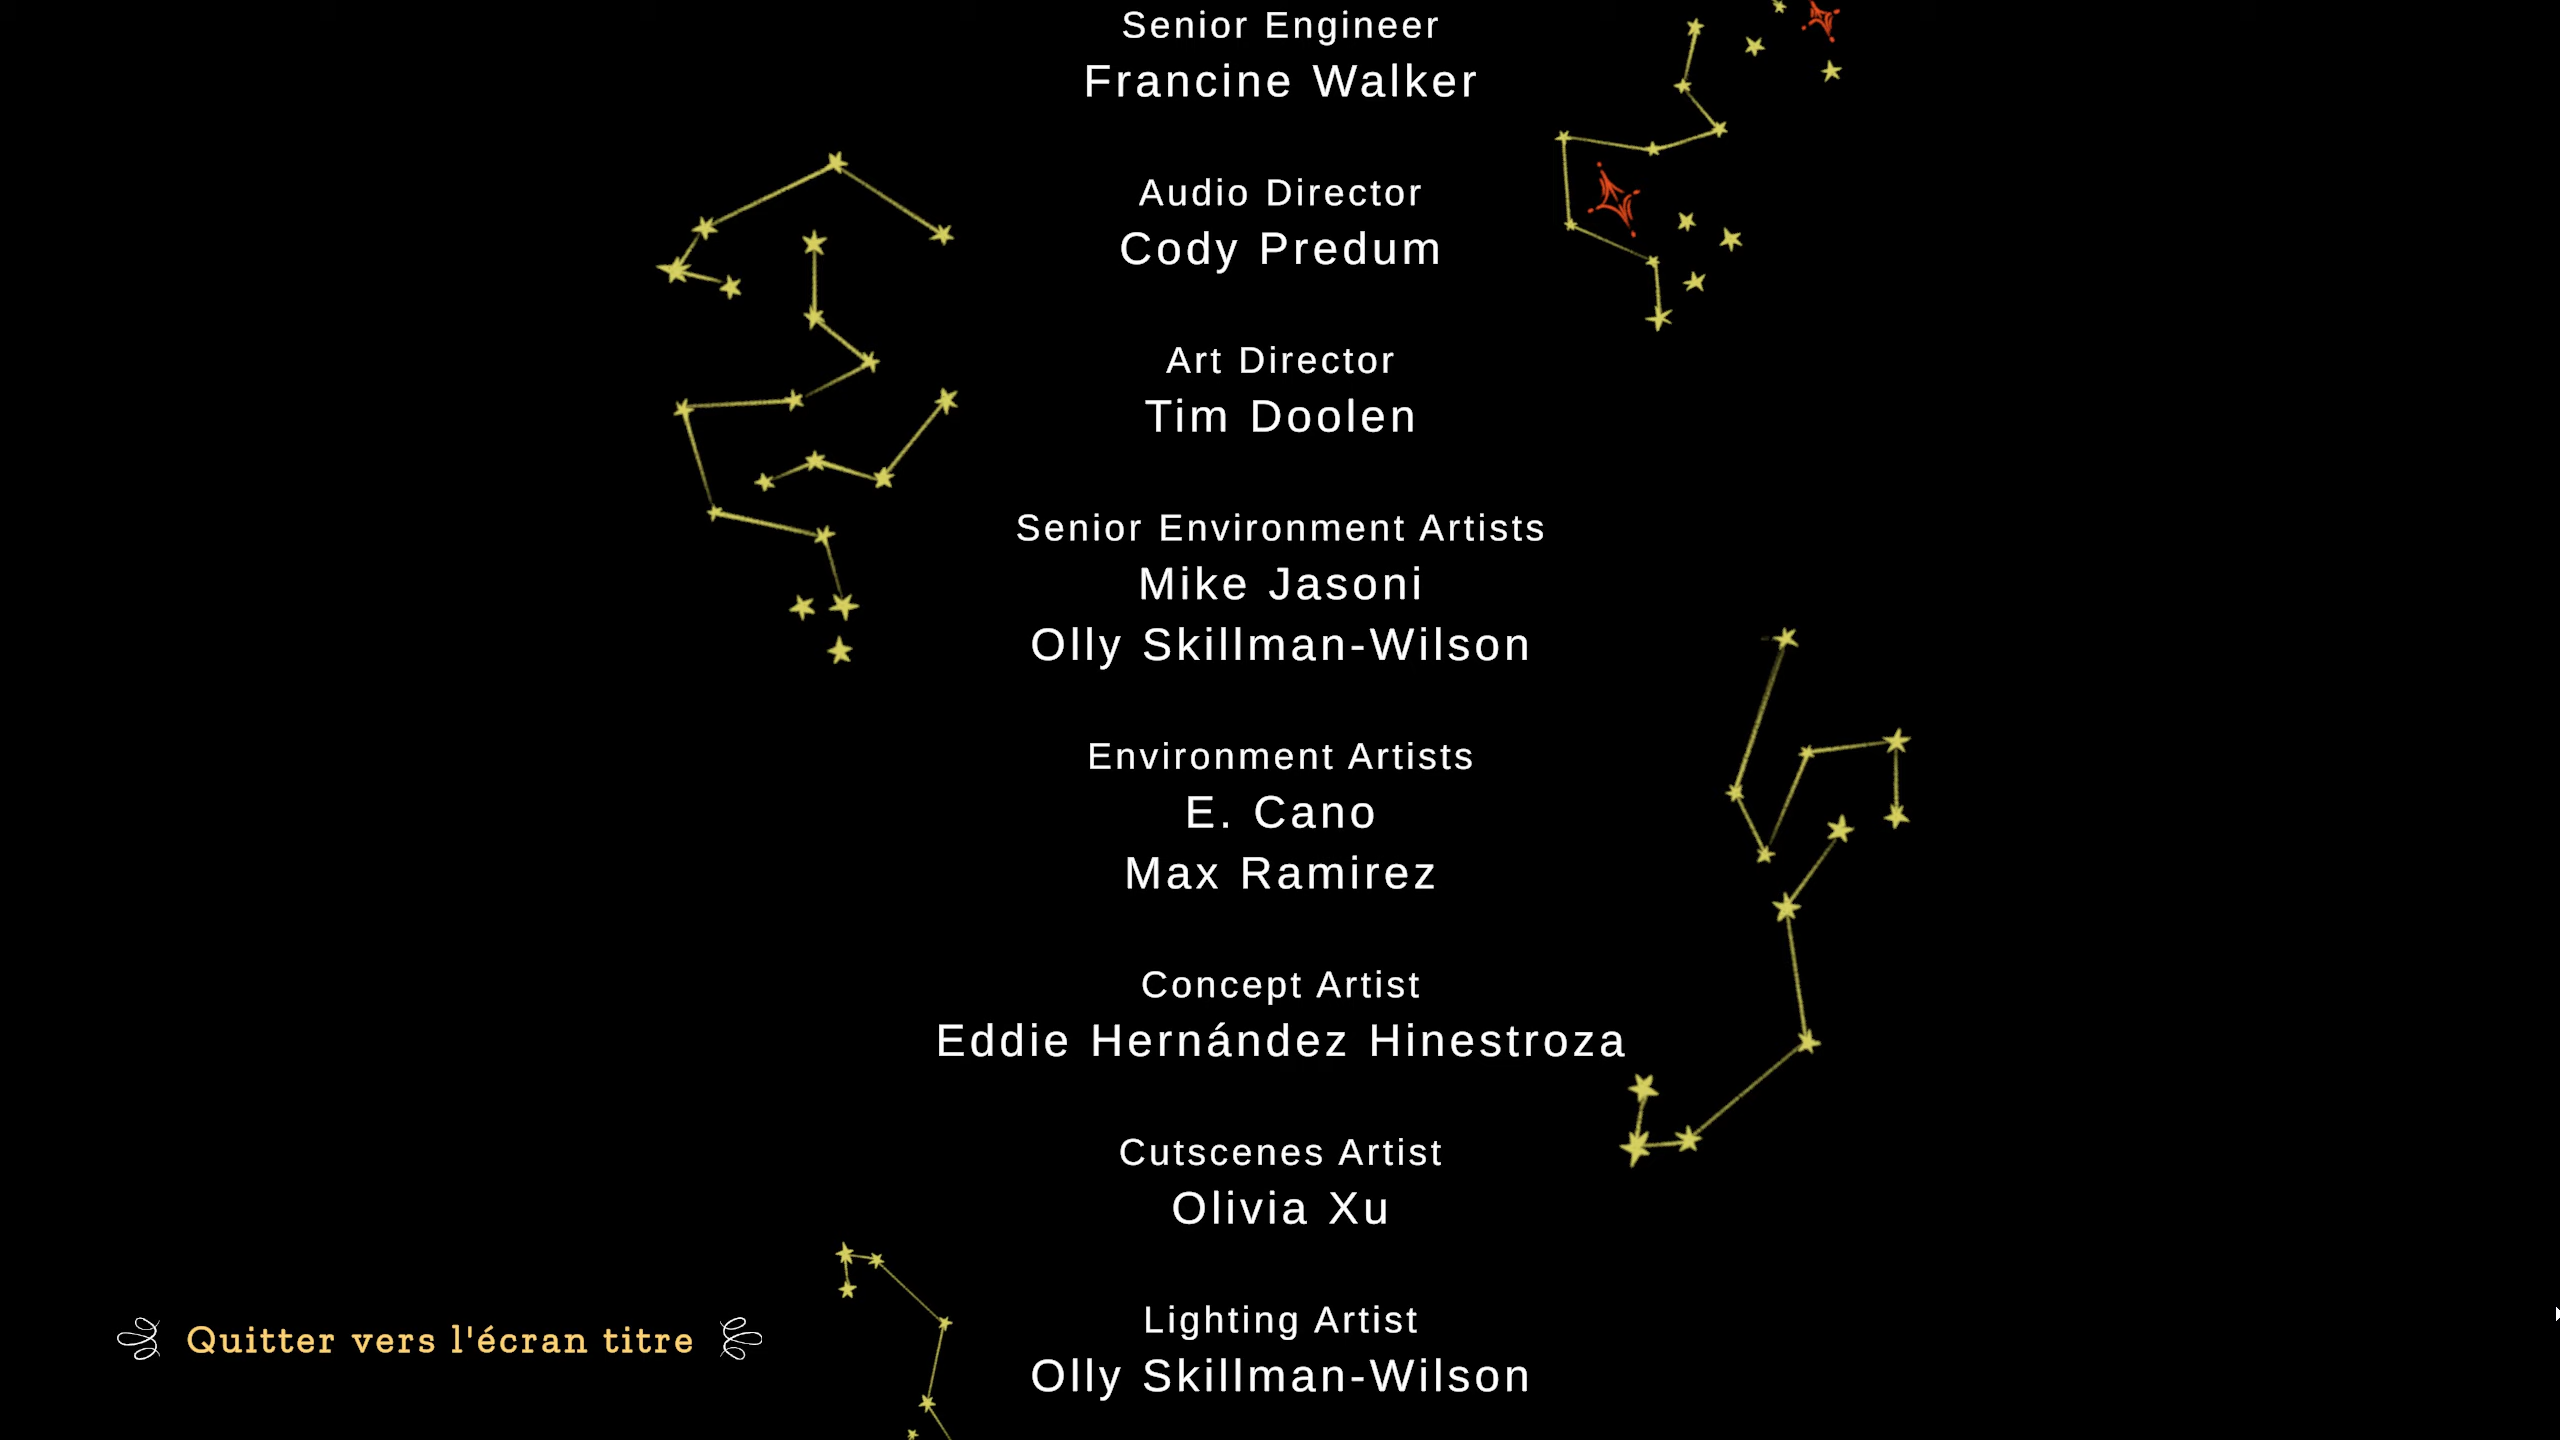 Senior Engineer
Francine Walker
Audio Director
Cody Predum
Art Director
Tim Doolen
Senior Environment Artists
Mike Jasoni
Olly Skillman-Wilson
Environment Artists
E. Cano
Max Ramirez
Concept Artist
Eddie Hernández Hinestroza
Cutscenes Artist
Olivia Xu
Lighting Artist
Olly Skillman-Wilson
Quitter vers l'écran titre